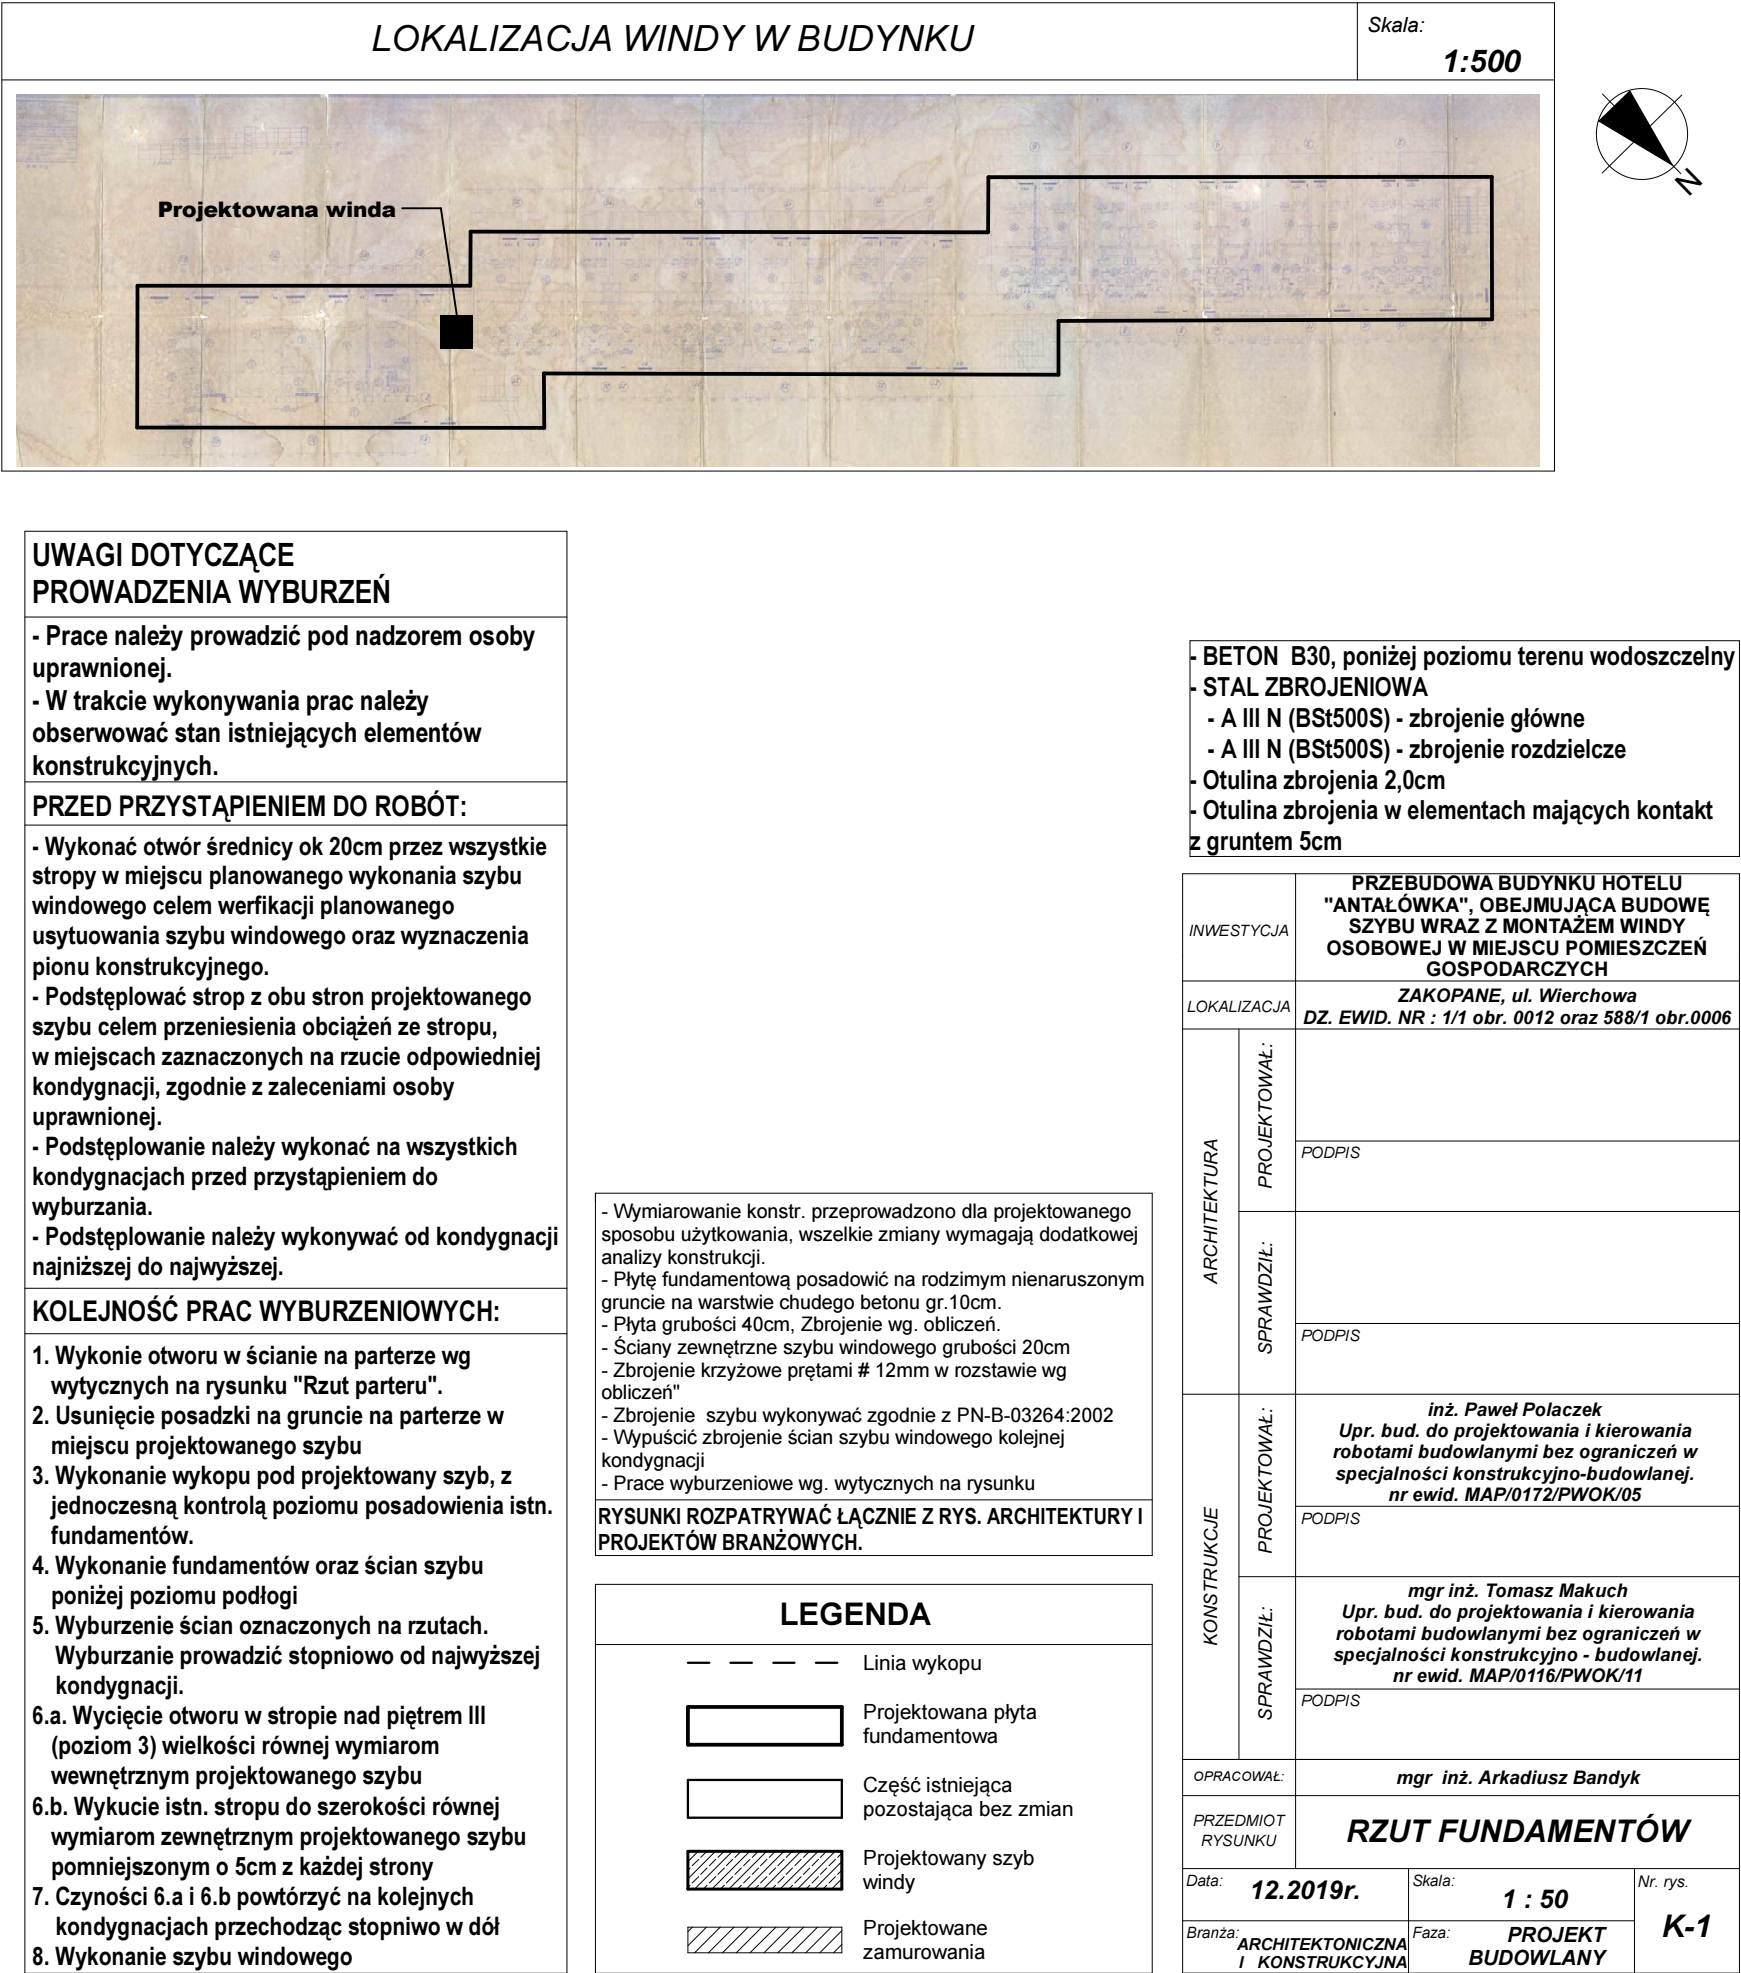 LOKALIZACJA WINDY W BUDYNKU
Skala:
1:500
Projektowana winda
N
UWAGI DOTYCZĄCE
PROWADZENIA WYBURZEŃ
- Prace należy prowadzić pod nadzorem osoby
uprawnionej.
- W trakcie wykonywania prac należy
obserwować stan istniejących elementów
konstrukcyjnych.
PRZED PRZYSTĄPIENIEM DO ROBÓT:
- Wykonać otwór średnicy ok 20cm przez wszystkie
stropy w miejscu planowanego wykonania szybu
windowego celem werfikacji planowanego
usytuowania szybu windowego oraz wyznaczenia
pionu konstrukcyjnego.
- Podstęplować strop z obu stron projektowanego
szybu celem przeniesienia obciążeń ze stropu,
w miejscach zaznaczonych na rzucie odpowiedniej
kondygnacji, zgodnie z zaleceniami osoby
uprawnionej.
- Podstęplowanie należy wykonać na wszystkich
kondygnacjach przed przystąpieniem do
wyburzania.
- Podstęplowanie należy wykonywać od kondygnacji
najniższej do najwyższej.
KOLEJNOŚĆ PRAC WYBURZENIOWYCH:
1. Wykonie otworu w ścianie na parterze wg
wytycznych na rysunku "Rzut parteru".
2. Usunięcie posadzki na gruncie na parterze w
miejscu projektowanego szybu
3. Wykonanie wykopu pod projektowany szyb, z
jednoczesną kontrolą poziomu posadowienia istn.
fundamentów.
4. Wykonanie fundamentów oraz ścian szybu
poniżej poziomu podłogi
5. Wyburzenie ścian oznaczonych na rzutach.
Wyburzanie prowadzić stopniowo od najwyższej
kondygnacji.
6.a. Wycięcie otworu w stropie nad piętrem III
(poziom 3) wielkości równej wymiarom
wewnętrznym projektowanego szybu
6.b. Wykucie istn. stropu do szerokości równej
wymiarom zewnętrznym projektowanego szybu
pomniejszonym o 5cm z każdej strony
7. Czyności 6.a i 6.b powtórzyć na kolejnych
kondygnacjach przechodząc stopniwo w dół
8. Wykonanie szybu windowego
- Wymiarowanie konstr. przeprowadzono dla projektowanego
sposobu użytkowania, wszelkie zmiany wymagają dodatkowej
analizy konstrukcji.
- Płytę fundamentową posadowić na rodzimym nienaruszonym
gruncie na warstwie chudego betonu gr.10cm.
- Płyta grubości 40cm, Zbrojenie wg. obliczeń.
- Ściany zewnętrzne szybu windowego grubości 20cm
- Zbrojenie krzyżowe prętami # 12mm w rozstawie wg
obliczeń"
- Zbrojenie szybu wykonywać zgodnie z PN-B-03264:2002
- Wypuścić zbrojenie ścian szybu windowego kolejnej
kondygnacji
- Prace wyburzeniowe wg. wytycznych na rysunku
RYSUNKI ROZPATRYWAĆ ŁĄCZNIE Z RYS. ARCHITEKTURY I
PROJEKTÓW BRANŻOWYCH.
LEGENDA
Linia wykopu
Projektowana płyta
fundamentowa
Część istniejąca
pozostająca bez zmian
Projektowany szyb
windy
Projektowane
zamurowania
- BETON B30, poniżej poziomu terenu wodoszczelny
- STAL ZBROJENIOWA
- A III N (BSt500S) - zbrojenie główne
- A III N (BSt500S) - zbrojenie rozdzielcze
- Otulina zbrojenia 2,0cm
- Otulina zbrojenia w elementach mających kontakt
z gruntem 5cm
INWESTYCJA
PRZEBUDOWA BUDYNKU HOTELU
"ANTAŁÓWKA", OBEJMUJĄCA BUDOWĘ
SZYBU WRAZ Z MONTAŻEM WINDY
OSOBOWEJ W MIEJSCU POMIESZCZEŃ
GOSPODARCZYCH
LOKALIZACJA
ZAKOPANE, ul. Wierchowa
DZ. EWID. NR : 1/1 obr. 0012 oraz 588/1 obr.0006
ARCHITEKTURA
PROJEKTOWAŁ:
PODPIS
SPRAWDZIŁ:
PODPIS
KONSTRUKCJE
PROJEKTOWAŁ:
inż. Paweł Polaczek
Upr. bud. do projektowania i kierowania
robotami budowlanymi bez ograniczeń w
specjalności konstrukcyjno-budowlanej.
nr ewid. MAP/0172/PWOK/05
PODPIS
SPRAWDZIŁ:
mgr inż. Tomasz Makuch
Upr. bud. do projektowania i kierowania
robotami budowlanymi bez ograniczeń w
specjalności konstrukcyjno - budowlanej.
nr ewid. MAP/0116/PWOK/11
PODPIS
OPRACOWAŁ:
mgr inż. Arkadiusz Bandyk
PRZEDMIOT
RYSUNKU
RZUT FUNDAMENTÓW
Data:
12.2019r.
Skala:
1 : 50
Nr. rys.
K-1
Branża:
ARCHITEKTONICZNA
I KONSTRUKCYJNA
Faza:
PROJEKT
BUDOWLANY